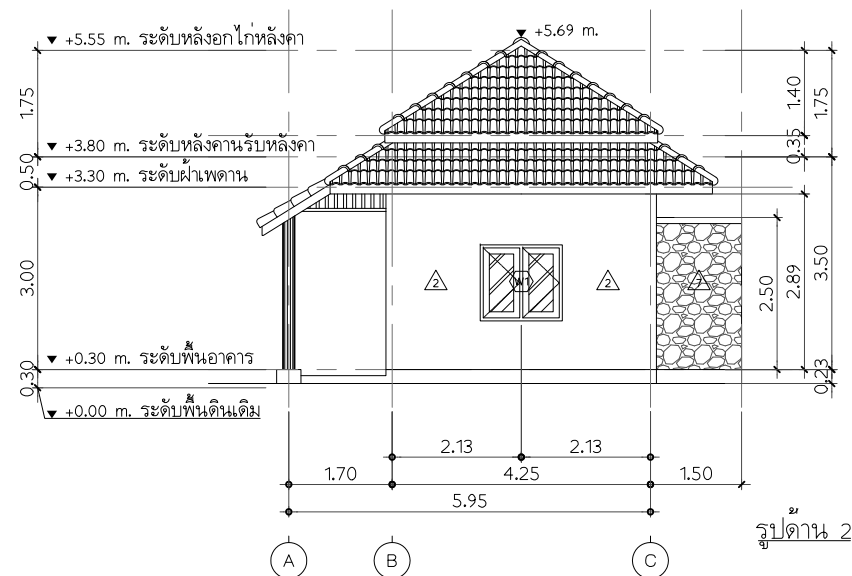 +5.55 m. ระดับหลังอกไก่หลังคา
+5.69 m.
1.75
1.40
1.75
+3.80 m. ระดับหลังคานรับหลังคา
0.35
0.50
+3.30 m. ระดับฝ้าเพดาน
2
W1
2
7
3.00
2.50
2.89
3.50
+0.30 m. ระดับพื้นอาคาร
0.30
0.23
+0.00 m. ระดับพื้นดินเดิม
2.13
2.13
1.70
4.25
1.50
5.95
รูปด้าน 2
A
B
C